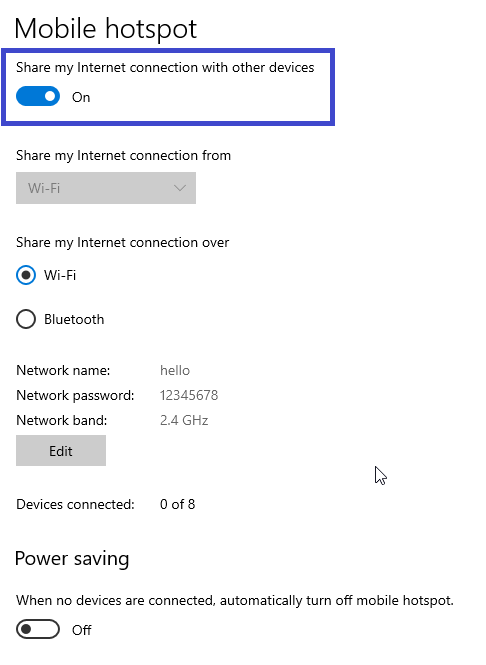 Mobile hotspot
Share my Internet connection with other devices
On
Share my Internet connection from
Wi-Fi
Share my Internet connection over
Wi-Fi
Bluetooth
Network name: hello
Network password: 12345678
Network band: 2.4 GHz
Edit
Devices connected: 0 of 8
Power saving
When no devices are connected, automatically turn off mobile hotspot.
Off